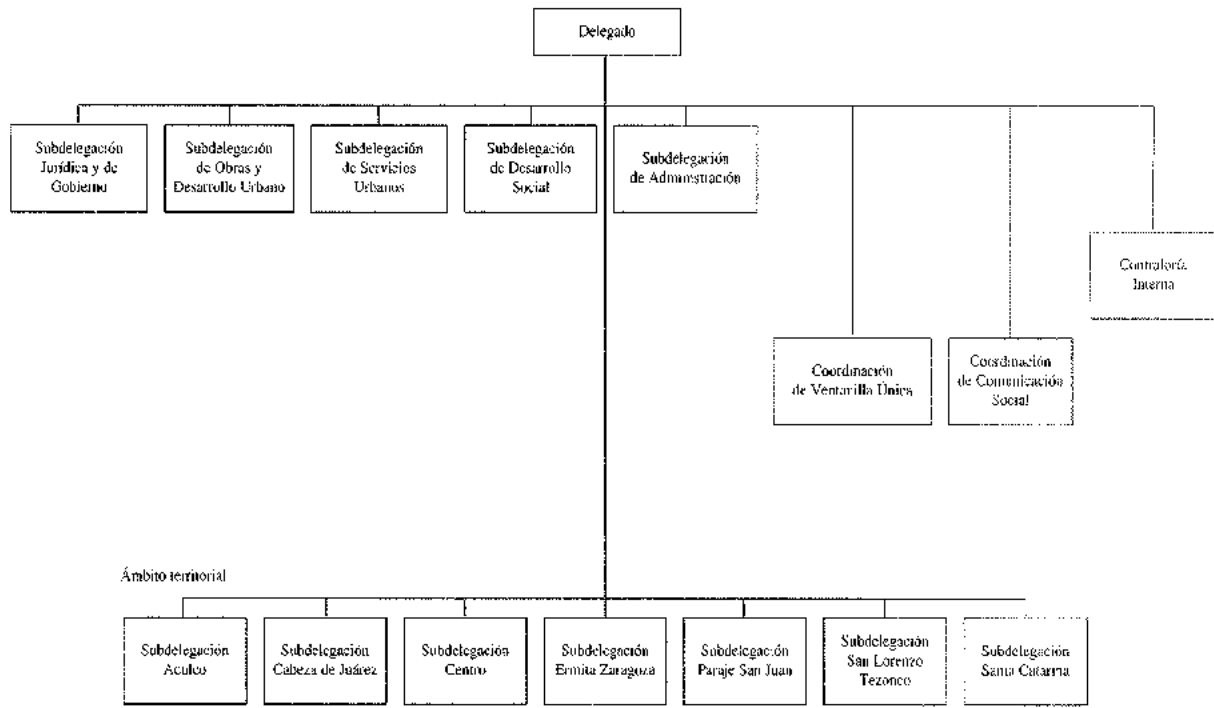 Delegado
Subdelegación
Jurídica y de
Gobierno
Subdelegación
de Obras y
Desarrollo Urbano
Subdelegación
de Servicios
Urbanos
Subdelegación
de Desarrollo
Social
Subdelegación
de Administración
Contraloría
Interna
Coordinación
de Ventanilla Única
Coordinación
de Comunicación
Social
Ámbito territorial
Subdelegación
Aculco
Subdelegación
Cabeza de Juárez
Subdelegación
Centro
Subdelegación
Ermita Zaragoza
Subdelegación
Paraje San Juan
Subdelegación
San Lorenzo
Tezonco
Subdelegación
Santa Catarina